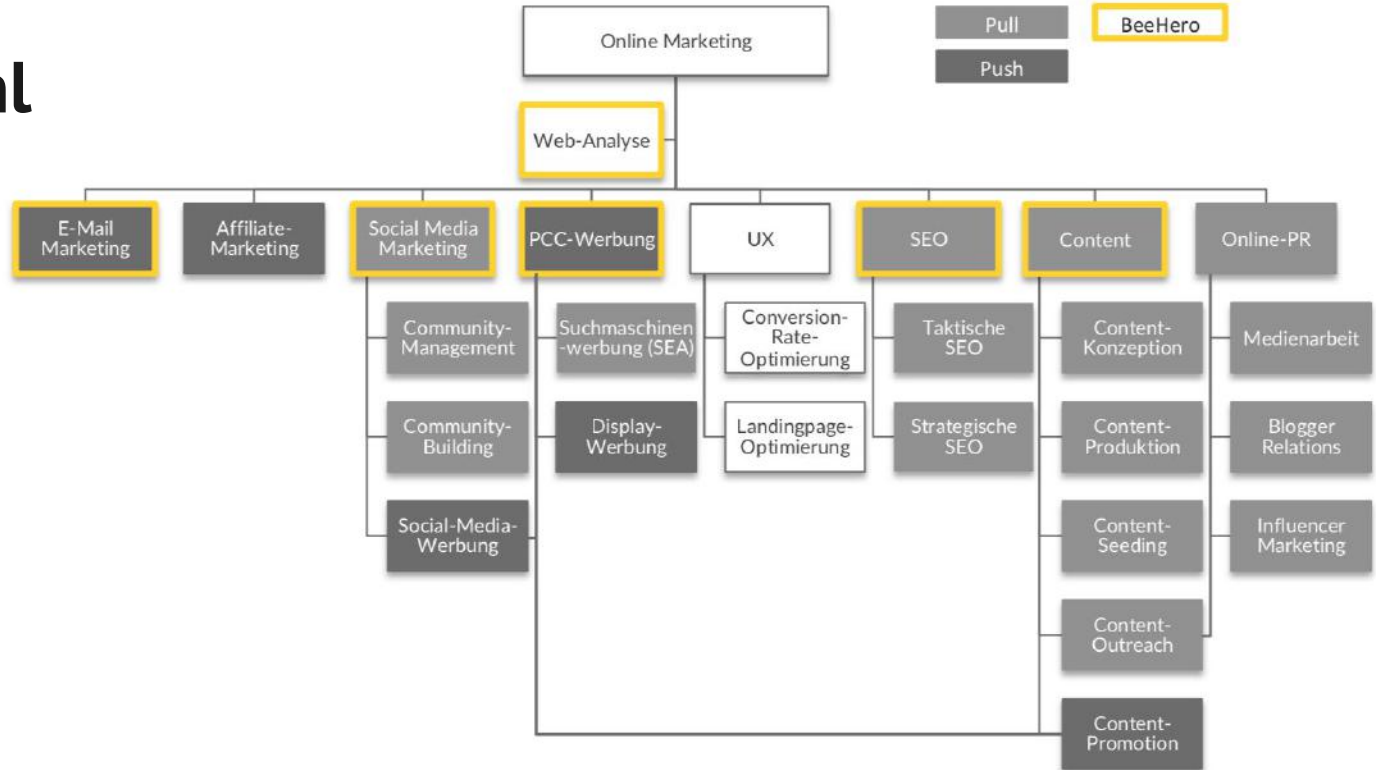 al
Online Marketing
Pull
BeeHero
Push
Web-Analyse
E-Mail
Marketing
Affiliate-
Marketing
Social Media
Marketing
PCC-Werbung
UX
SEO
Content
Online-PR
Community-
Management
Community-
Building
Social-Media-
Werbung
Suchmaschinen
-werbung (SEA)
Display-
Werbung
Conversion-
Rate-
Optimierung
Landingpage-
Optimierung
Taktische
SEO
Strategische
SEO
Content-
Konzeption
Content-
Produktion
Content-
Seeding
Content-
Outreach
Content-
Promotion
Medienarbeit
Blogger
Relations
Influencer
Marketing